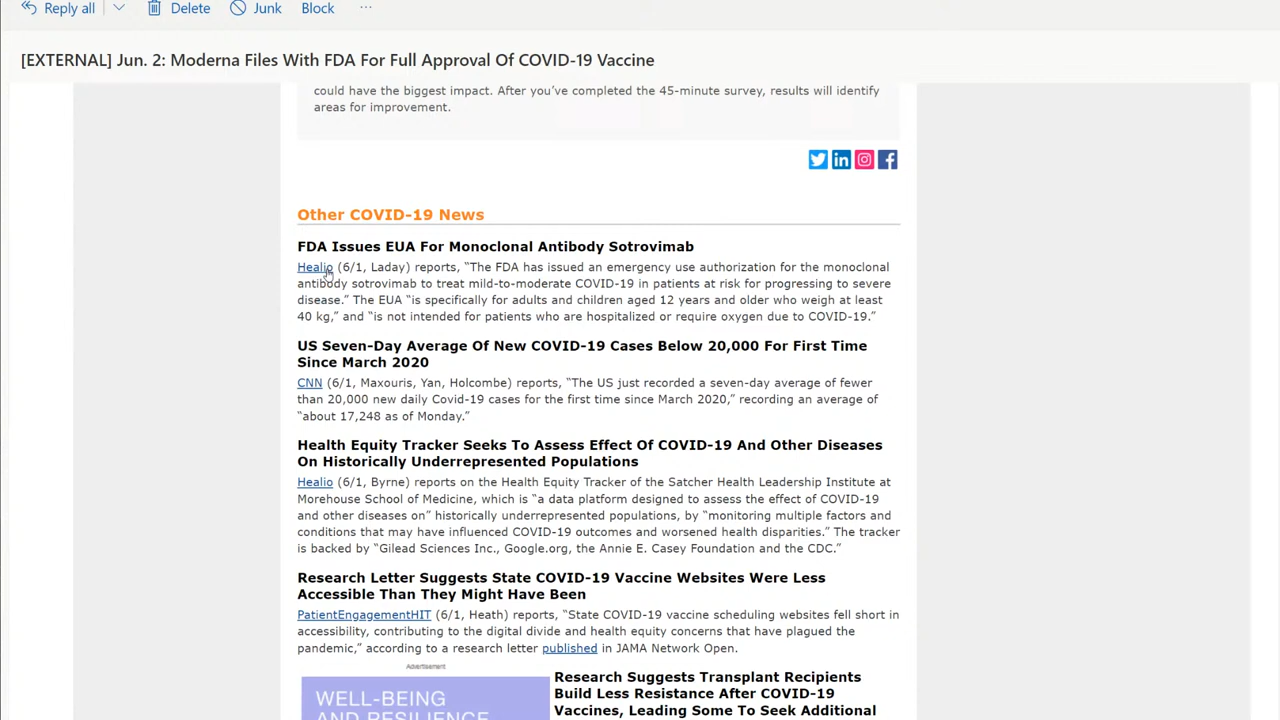 Reply all Delete Junk Block ...
[EXTERNAL] Jun. 2: Moderna Files With FDA For Full Approval Of COVID-19 Vaccine
could have the biggest impact. After you’ve completed the 45-minute survey, results will identify
areas for improvement.
Other COVID-19 News
FDA Issues EUA For Monoclonal Antibody Sotrovimab
Healio (6/1, Laday) reports, “The FDA has issued an emergency use authorization for the monoclonal
antibody sotrovimab to treat mild-to-moderate COVID-19 in patients at risk for progressing to severe
disease.” The EUA “is specifically for adults and children aged 12 years and older who weigh at least
40 kg,” and “is not intended for patients who are hospitalized or require oxygen due to COVID-19.”
US Seven-Day Average Of New COVID-19 Cases Below 20,000 For First Time
Since March 2020
CNN (6/1, Maxouris, Yan, Holcombe) reports, “The US just recorded a seven-day average of fewer
than 20,000 new daily Covid-19 cases for the first time since March 2020,” recording an average of
“about 17,248 as of Monday.”
Health Equity Tracker Seeks To Assess Effect Of COVID-19 And Other Diseases
On Historically Underrepresented Populations
Healio (6/1, Byrne) reports on the Health Equity Tracker of the Satcher Health Leadership Institute at
Morehouse School of Medicine, which is “a data platform designed to assess the effect of COVID-19
and other diseases on” historically underrepresented populations, by “monitoring multiple factors and
conditions that may have influenced COVID-19 outcomes and worsened health disparities.” The tracker
is backed by “Gilead Sciences Inc., Google.org, the Annie E. Casey Foundation and the CDC.”
Research Letter Suggests State COVID-19 Vaccine Websites Were Less
Accessible Than They Might Have Been
PatientEngagementHIT (6/1, Heath) reports, “State COVID-19 vaccine scheduling websites fell short in
accessibility, contributing to the digital divide and health equity concerns that have plagued the
pandemic,” according to a research letter published in JAMA Network Open.
Advertisement
WELL-BEING
AND RESILIENCE
Research Suggests Transplant Recipients
Build Less Resistance After COVID-19
Vaccines, Leading Some To Seek Additional